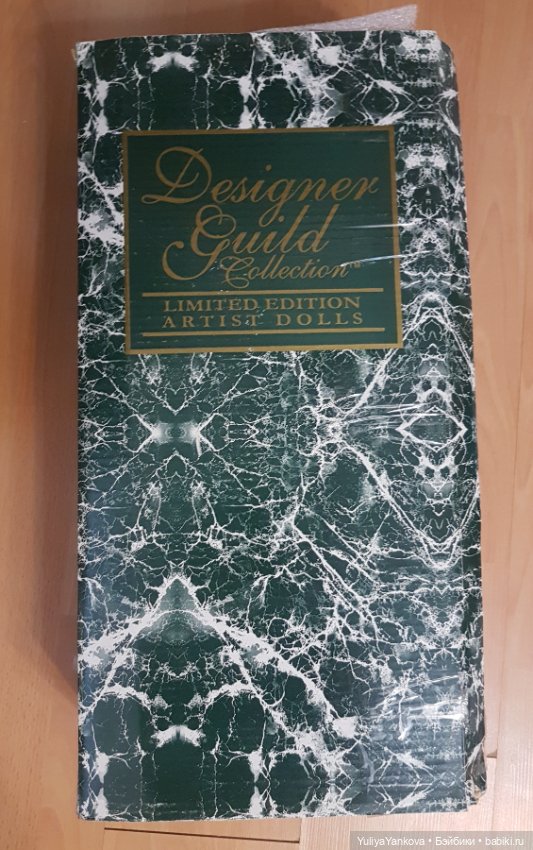 Designer
Guild
Collection™
LIMITED EDITION
ARTIST DOLLS
YuliyaYankova • Бэйбики • babiki.ru